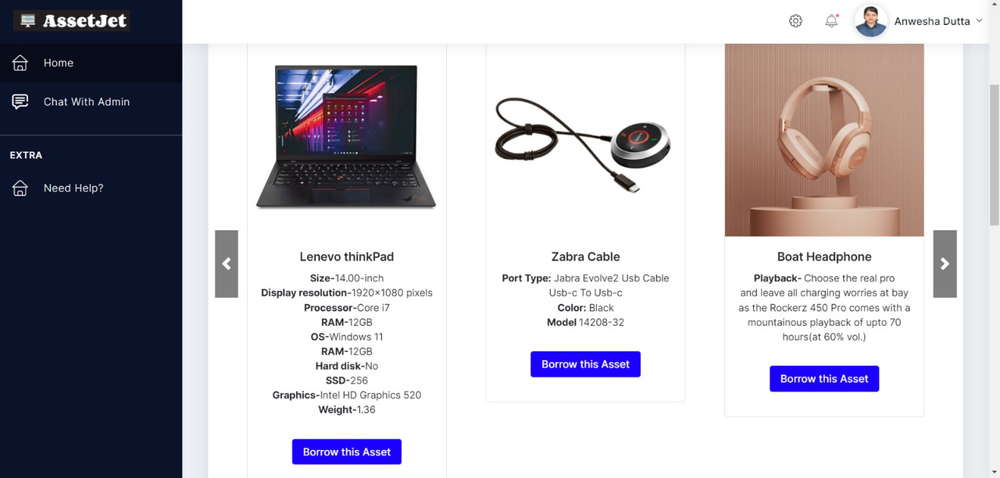 AssetJet
Anwesha Dutta
Home
Chat With Admin
EXTRA
Need Help?
Lenevo thinkPad
Size-14.00-inch
Display resolution-1920×1080 pixels
Processor-Core i7
RAM-12GB
OS-Windows 11
RAM-12GB
Hard disk-No
SSD-256
Graphics-Intel HD Graphics 520
Weight-1.36
Borrow this Asset
Zabra Cable
Port Type: Jabra Evolve2 Usb Cable
Usb-c To Usb-c
Color: Black
Model 14208-32
Borrow this Asset
Boat Headphone
Playback- Choose the real pro
and leave all charging worries at bay
as the Rockerz 450 Pro comes with a
mountainous playback of upto 70
hours(at 60% vol.)
Borrow this Asset